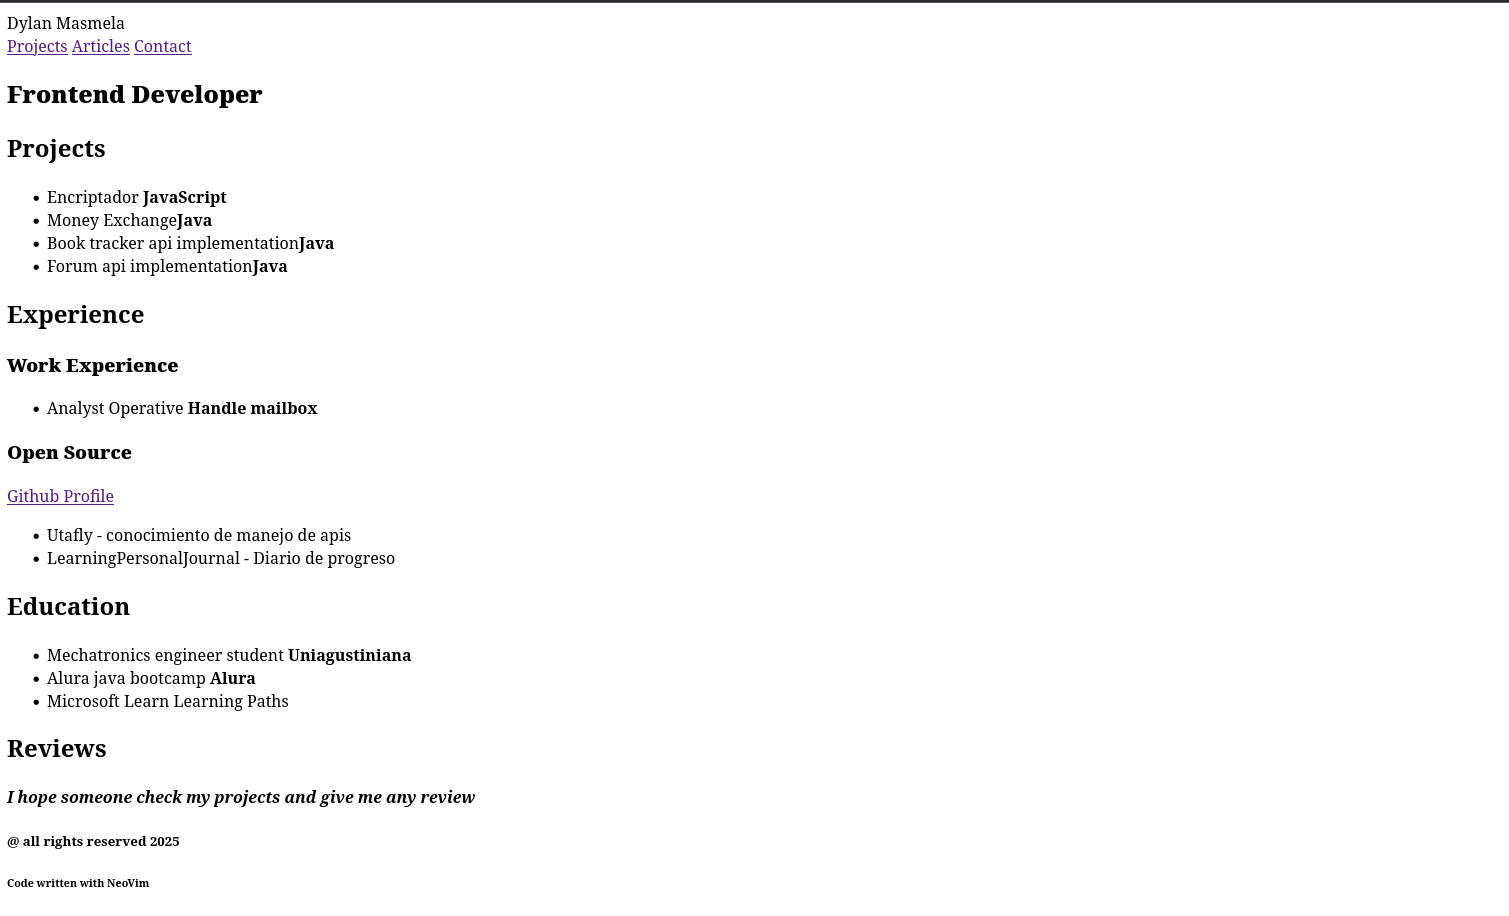 Dylan Masmela
Projects Articles Contact
Frontend Developer
Projects
Encriptador JavaScript
Money ExchangeJava
Book tracker api implementationJava
Forum api implementationJava
Experience
Work Experience
Analyst Operative Handle mailbox
Open Source
Github Profile
Utafly - conocimiento de manejo de apis
LearningPersonalJournal - Diario de progreso
Education
Mechatronics engineer student Uniagustiniana
Alura java bootcamp Alura
Microsoft Learn Learning Paths
Reviews
I hope someone check my projects and give me any review
@ all rights reserved 2025
Code written with NeoVim